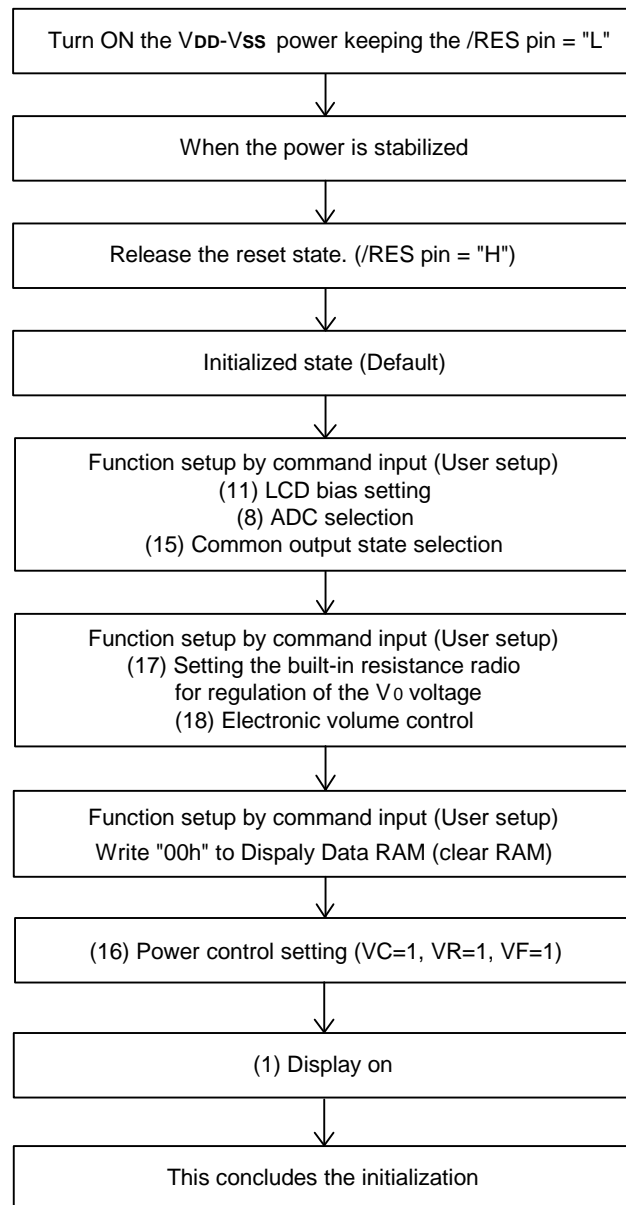 Turn ON the VDD-VSS power keeping the /RES pin = "L"
When the power is stabilized
Release the reset state. (/RES pin = "H")
Initialized state (Default)
Function setup by command input (User setup)
(11) LCD bias setting
(8) ADC selection
(15) Common output state selection
Function setup by command input (User setup)
(17) Setting the built-in resistance radio
for regulation of the V0 voltage
(18) Electronic volume control
Function setup by command input (User setup)
Write "00h" to Dispaly Data RAM (clear RAM)
(16) Power control setting (VC=1, VR=1, VF=1)
(1) Display on
This concludes the initialization